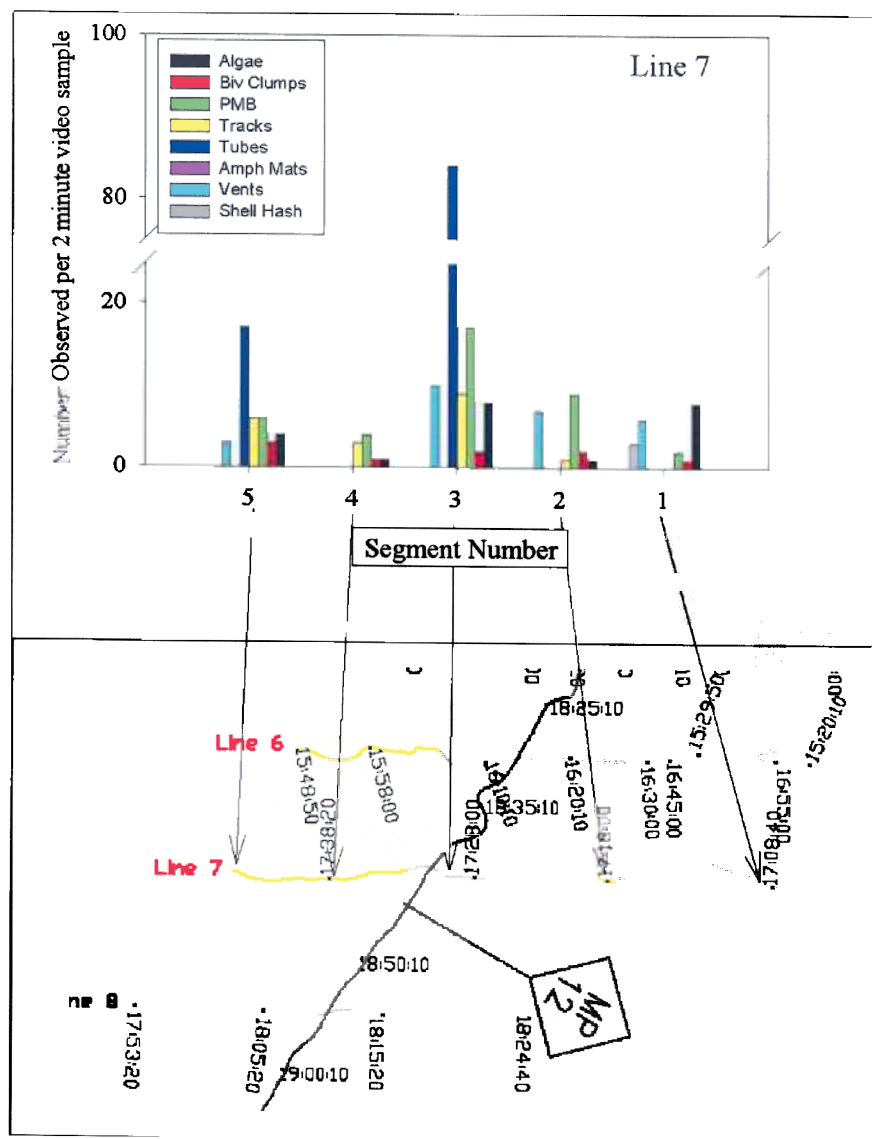 100
80
20
0
Number Observed per 2 minute video sample
Line 7
Algae
Biv Clumps
PMB
Tracks
Tubes
Amph Mats
Vents
Shell Hash
5 4 3 2 1
Segment Number
18:25:10
15:29:50
15:20:10
Line 6
15:48:50
15:58:00
18:35:10
16:20:10
16:30:00
16:45:00
16:55:00
Line 7
17:38:20
17:28:00
17:08:40
18:50:10
MP
12
ne 8
17:53:20
18:05:20
19:00:10
18:15:20
18:24:40